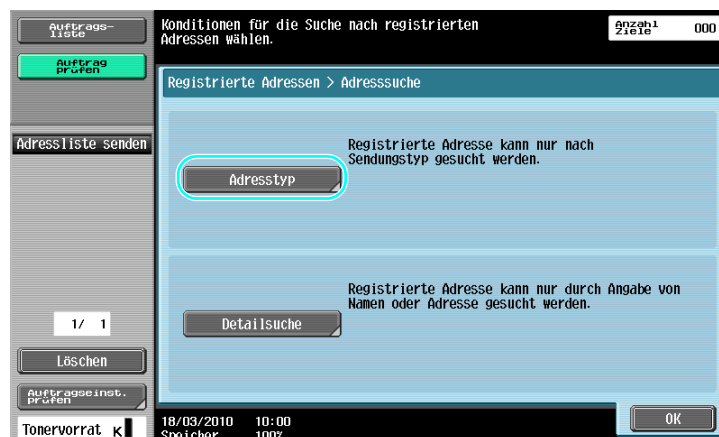 Auftrags-
liste
Auftrag
prüfen
Adressliste senden
1/ 1
Löschen
Auftragseinst.
prüfen
Tonervorrat K
Konditionen für die Suche nach registrierten
Adressen wählen.
Anzahl
Ziele 000
Registrierte Adressen > Adresssuche
Registrierte Adresse kann nur nach
Sendungstyp gesucht werden.
Adresstyp
Registrierte Adresse kann nur durch Angabe von
Namen oder Adresse gesucht werden.
Detailsuche
18/03/2010 10:00
Speicher 100%
OK